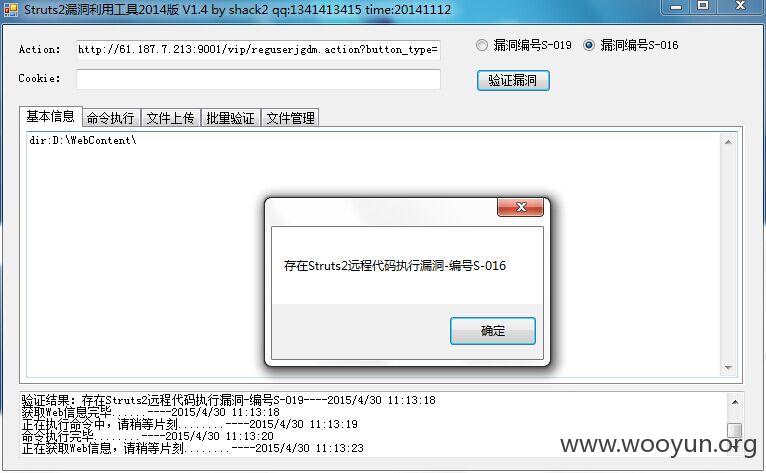 Struts2漏洞利用工具2014版 V1.4 by shack2 qq:1341413415 time:20141112
Action: http://61.187.7.213:9001/vip/reguserjgdm.action?button_type= 漏洞编号S-019 漏洞编号S-016
Cookie: 验证漏洞
基本信息 命令执行 文件上传 批量验证 文件管理
dir:D:\WebContent\
存在Struts2远程代码执行漏洞-编号S-016
确定
验证结果：存在Struts2远程代码执行漏洞-编号S-019----2015/4/30 11:13:18
获取Web信息完毕......----2015/4/30 11:13:18
正在执行命令中，请稍等片刻........----2015/4/30 11:13:19
命令执行完毕........----2015/4/30 11:13:20
正在获取Web信息，请稍等片刻........----2015/4/30 11:13:23
www.wooyun.org